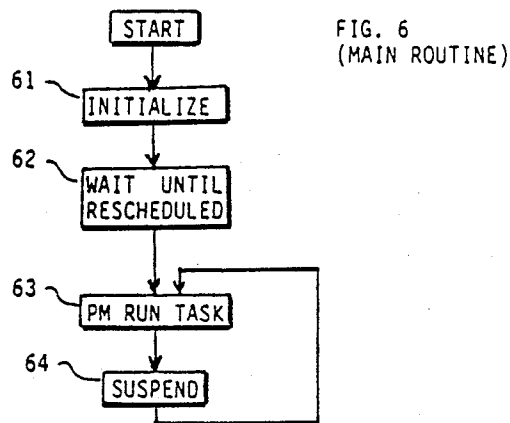 START
FIG. 6
(MAIN ROUTINE)
61
INITIALIZE
62
WAIT UNTIL
RESCHEDULED
63
PM RUN TASK
64
SUSPEND